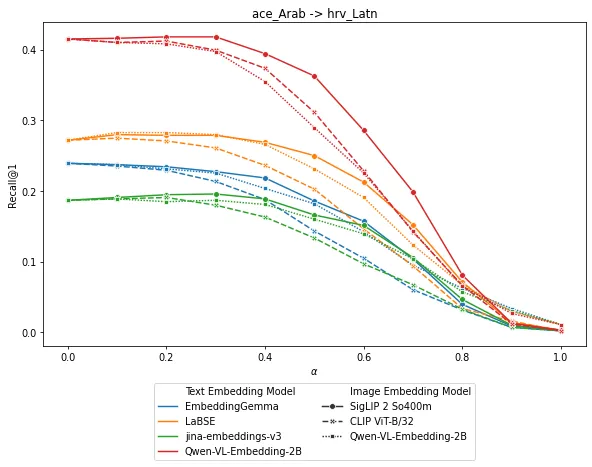 ace_Arab -> hrv_Latn
Recall@1
0.4
0.3
0.2
0.1
0.0
0.0 0.2 0.4 0.6 0.8 1.0
α
Text Embedding Model
EmbeddingGemma
LaBSE
jina-embeddings-v3
Qwen-VL-Embedding-2B
Image Embedding Model
SigLIP 2 So400m
CLIP ViT-B/32
Qwen-VL-Embedding-2B